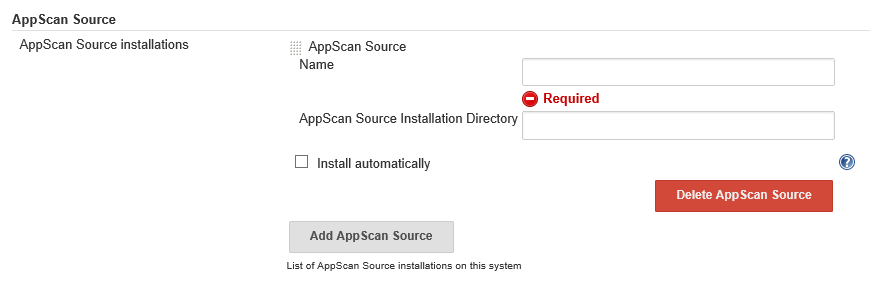 AppScan Source
AppScan Source installations
AppScan Source
Name
Required
AppScan Source Installation Directory
Install automatically
?
Delete AppScan Source
Add AppScan Source
List of AppScan Source installations on this system